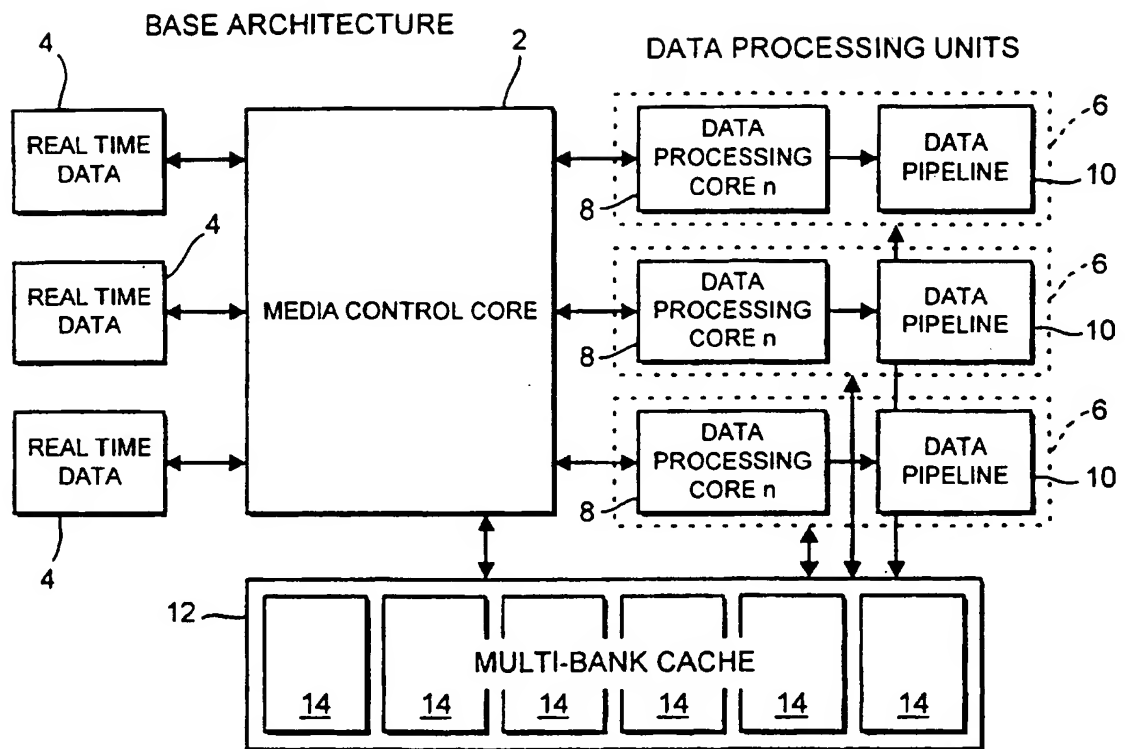 BASE ARCHITECTURE
DATA PROCESSING UNITS
4
2
REAL TIME
DATA
MEDIA CONTROL CORE
DATA
PROCESSING
CORE n
DATA
PIPELINE
6
8
10
4
REAL TIME
DATA
DATA
PROCESSING
CORE n
DATA
PIPELINE
6
8
10
REAL TIME
DATA
4
DATA
PROCESSING
CORE n
DATA
PIPELINE
6
8
10
12
MULTI-BANK CACHE
14 14 14 14 14 14